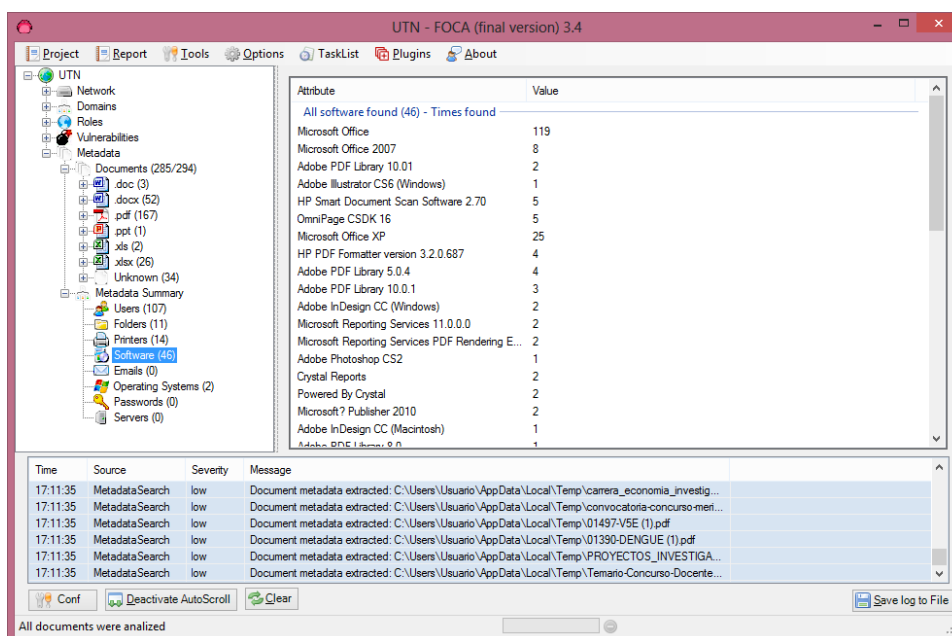 UTN - FOCA (final version) 3.4
Project Report Tools Options TaskList Plugins About
UTN
Network
Domains
Roles
Vulnerabilities
Metadata
Documents (285/294)
.doc (3)
.docx (52)
.pdf (167)
.ppt (1)
.xls (2)
.xlsx (26)
Unknown (34)
Metadata Summary
Users (107)
Folders (11)
Printers (14)
Software (46)
Emails (0)
Operating Systems (2)
Passwords (0)
Servers (0)
Attribute Value
All software found (46) - Times found
Microsoft Office 119
Microsoft Office 2007 8
Adobe PDF Library 10.01 2
Adobe Illustrator CS6 (Windows) 1
HP Smart Document Scan Software 2.70 5
OmniPage CSDK 16 5
Microsoft Office XP 25
HP PDF Formatter version 3.2.0.687 4
Adobe PDF Library 5.0.4 4
Adobe PDF Library 10.0.1 3
Adobe InDesign CC (Windows) 2
Microsoft Reporting Services 11.0.0.0 2
Microsoft Reporting Services PDF Rendering E... 2
Adobe Photoshop CS2 1
Crystal Reports 2
Powered By Crystal 2
Microsoft? Publisher 2010 2
Adobe InDesign CC (Macintosh) 1
Adobe PDF Library 8.0 1
Time Source Severity Message
17:11:35 MetadataSearch low Document metadata extracted: C:\Users\Usuario\AppData\Local\Temp\carrera_economia_investig...
17:11:35 MetadataSearch low Document metadata extracted: C:\Users\Usuario\AppData\Local\Temp\convocatoria-concurso-meri...
17:11:35 MetadataSearch low Document metadata extracted: C:\Users\Usuario\AppData\Local\Temp\01497-V5E (1).pdf
17:11:35 MetadataSearch low Document metadata extracted: C:\Users\Usuario\AppData\Local\Temp\01390-DENGUE (1).pdf
17:11:35 MetadataSearch low Document metadata extracted: C:\Users\Usuario\AppData\Local\Temp\PROYECTOS_INVESTIGA...
17:11:35 MetadataSearch low Document metadata extracted: C:\Users\Usuario\AppData\Local\Temp\Temario-Concurso-Docente...
Conf Deactivate AutoScroll Clear Save log to File
All documents were analized